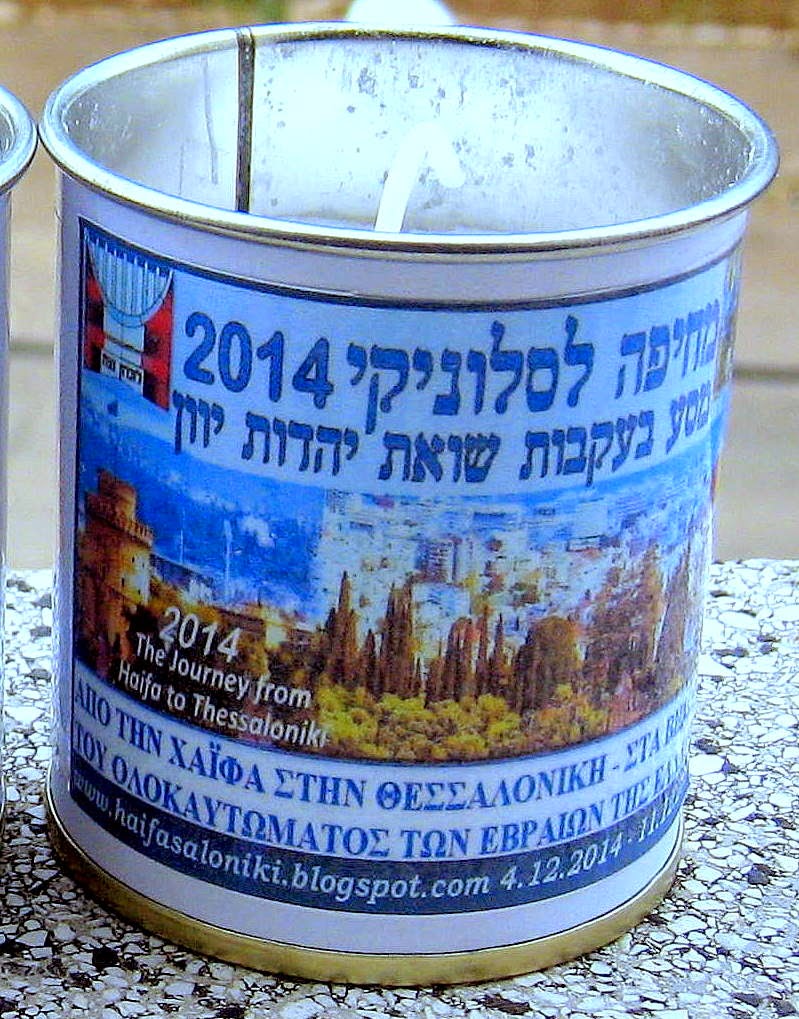 מחיפה לסלוניקי 2014
מסע בעקבות שואת יהדות יוון
2014
The Journey from
Haifa to Thessaloniki
ΑΠΟ ΤΗΝ ΧΑΪΦΑ ΣΤΗΝ ΘΕΣΣΑΛΟΝΙΚΗ - ΣΤΑ
ΤΟΥ ΟΛΟΚΑΥΤΩΜΑΤΟΣ ΤΩΝ ΕΒΡΑΙΩΝ ΤΗΣ
www.haifasaloniki.blogspot.com 4.12.2014 -